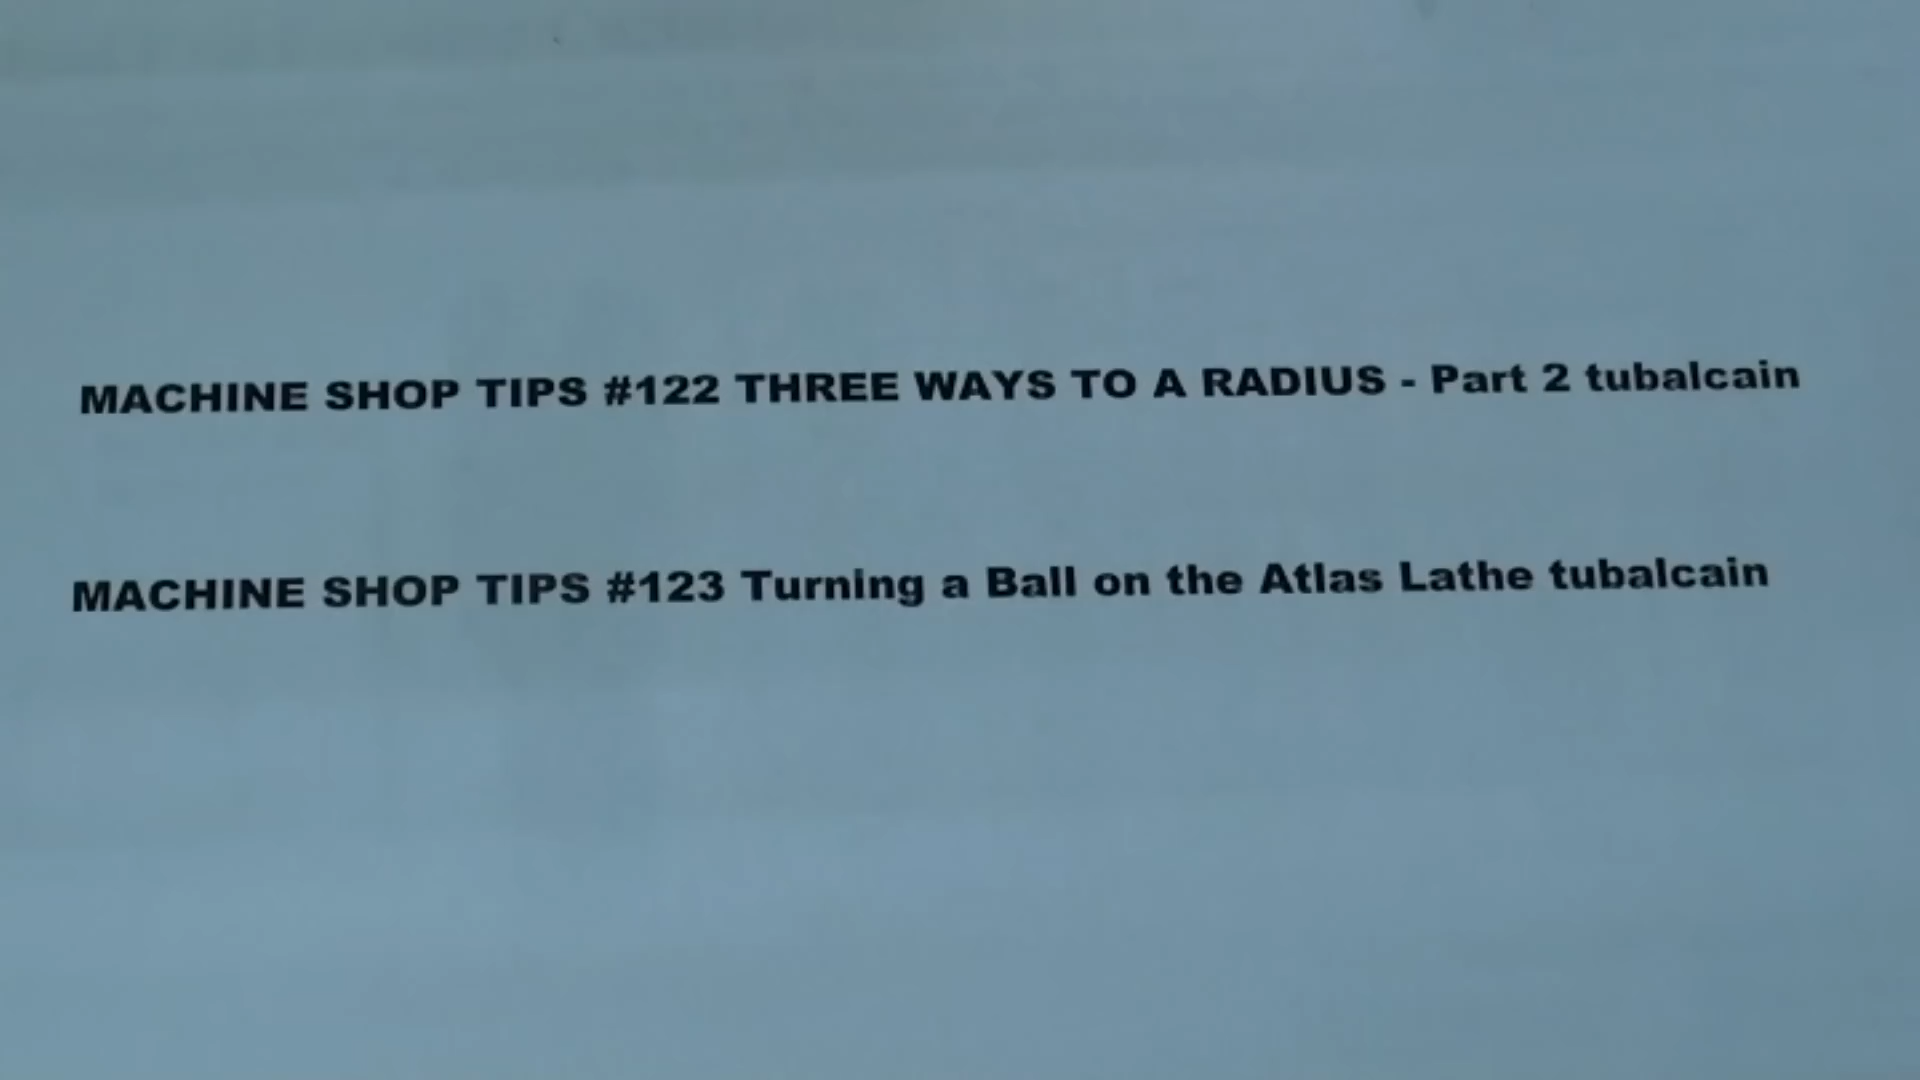 MACHINE SHOP TIPS #122 THREE WAYS TO A RADIUS - Part 2 tubalcain
MACHINE SHOP TIPS #123 Turning a Ball on the Atlas Lathe tubalcain